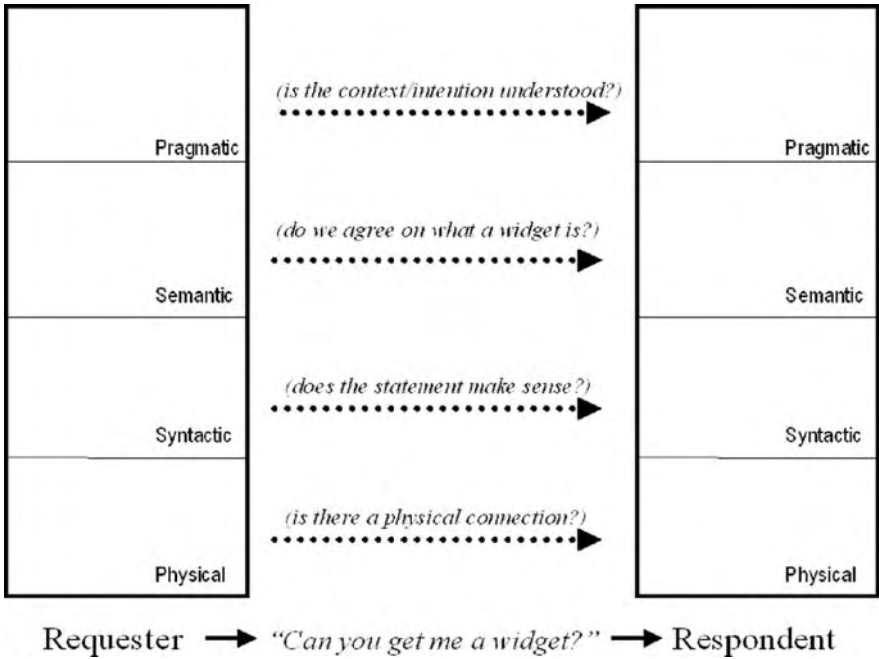 (is the context/intention understood?)
Pragmatic
Pragmatic
(do we agree on what a widget is?)
Semantic
Semantic
(does the statement make sense?)
Syntactic
Syntactic
(is there a physical connection?)
Physical
Physical
Requester "Can you get me a widget?" Respondent